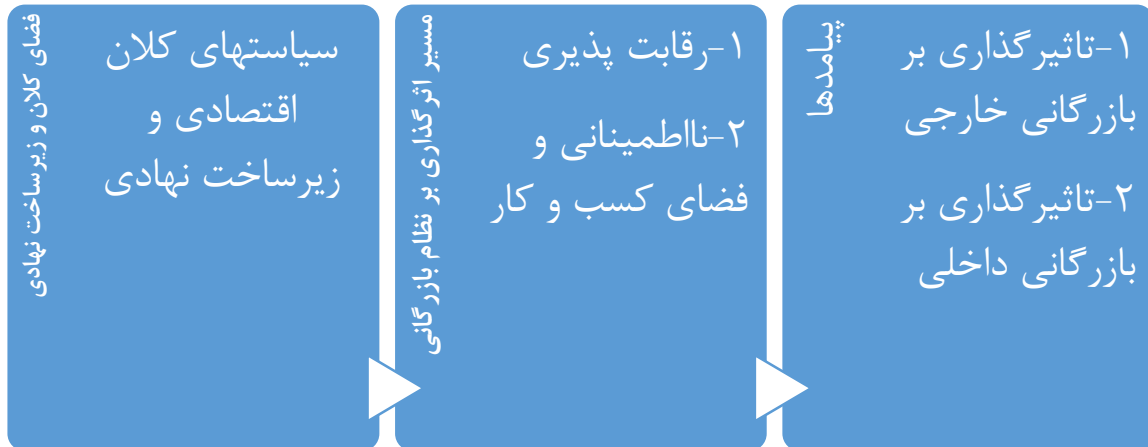 فضای کلان و زیرساخت نهادی
سیاستهای کلان
اقتصادی و
زیرساخت نهادی
مسیر اثرگذاری بر نظام بازرگانی
۱-رقابت پذیری
۲-نااطمینانی و
فضای کسب و کار
پیامدها
۱-تاثیرگذاری بر
بازرگانی خارجی
۲-تاثیرگذاری بر
بازرگانی داخلی